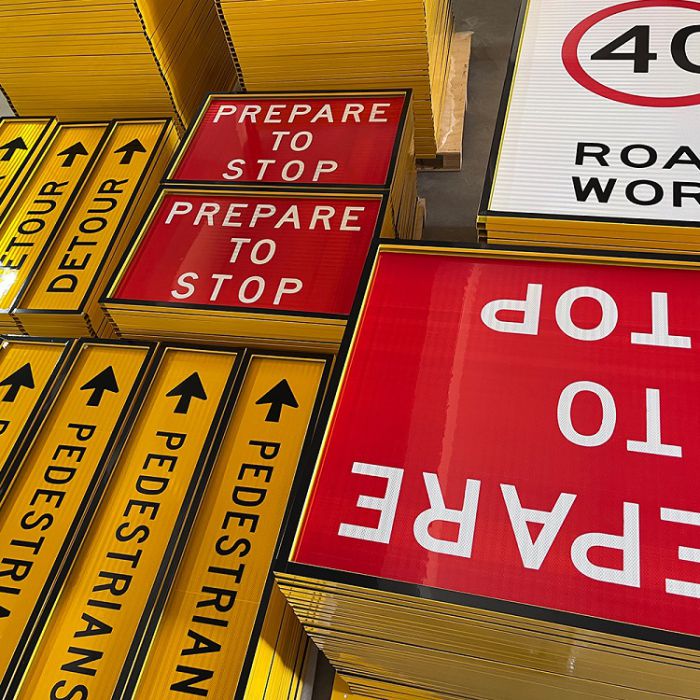 PREPARE
TO
STOP
PREPARE
TO
STOP
40
ROA
WOR
DETOUR
DETOUR
PEDESTRIANS
PEDESTRIANS
PEDESTRIANS
EPARE
TO
TOP